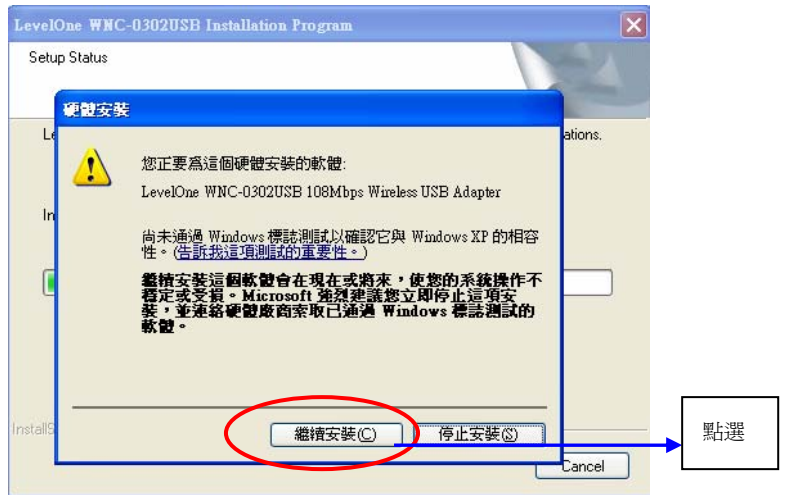 LevelOne WNC-0302USB Installation Program
Setup Status
硬體安裝
Le
ations.
您正要為這個硬體安裝的軟體:
LevelOne WNC-0302USB 108Mbps Wireless USB Adapter
In
尚未通過 Windows 標誌測試以確認它與 Windows XP 的相容
性。(告訴我這項測試的重要性。)
繼續安裝這個軟體會在現在或將來，使您的系統操作不
穩定或受損。Microsoft 強烈建議您立即停止這項安
裝，並連絡硬體廠商索取已通過 Windows 標誌測試的
軟體。
InstallS
繼續安裝(C)
停止安裝(S)
點選
Cancel